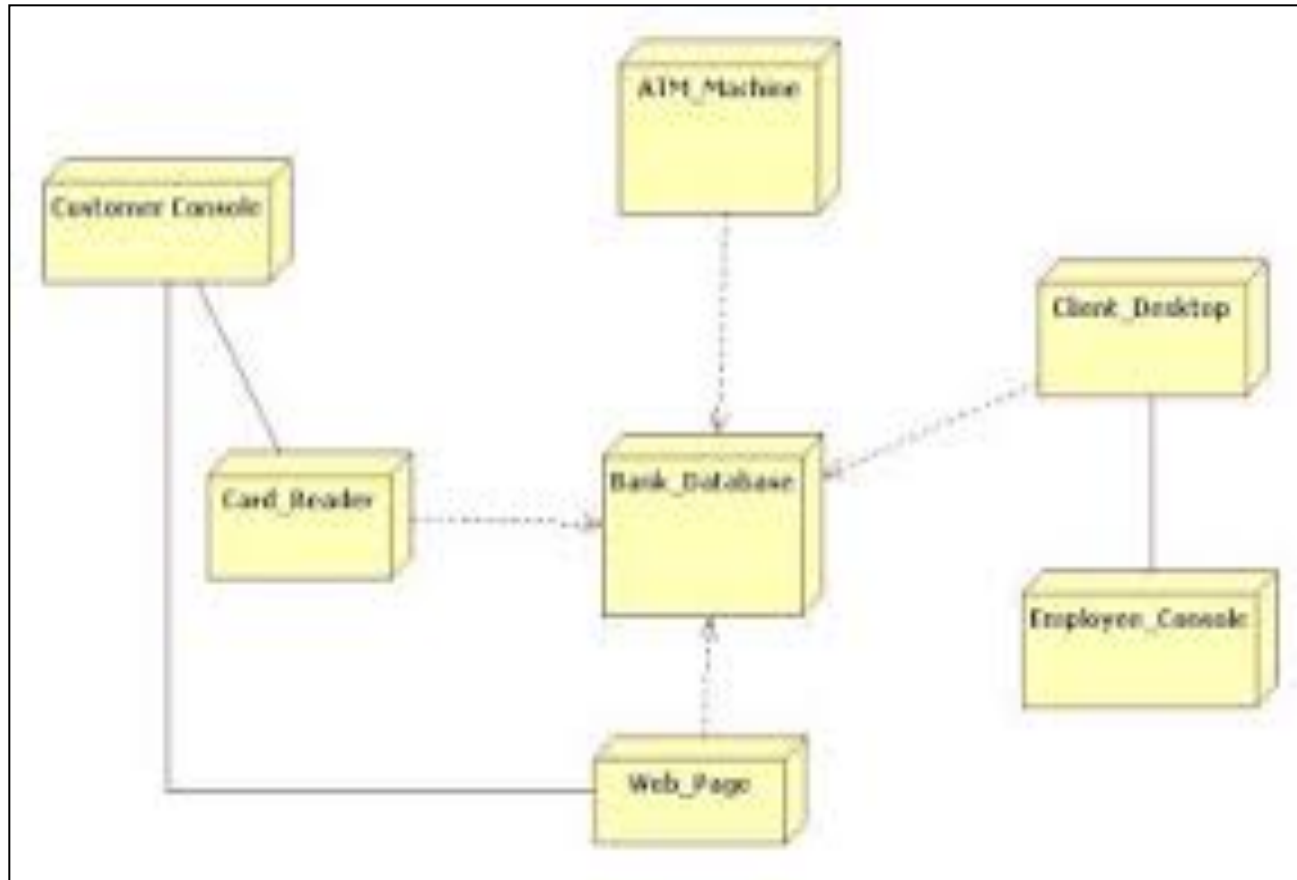 ATM_Machine
Customer Console
Client_Desktop
Card_Reader
Bank_Database
Employee_Console
Web_Page